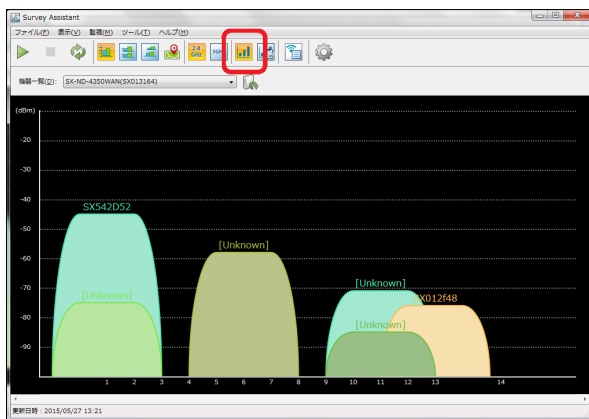 Survey Assistant
ファイル(F) 表示(V) 監視(M) ツール(T) ヘルプ(H)
2.4 GHz 5GHz
機器一覧(D): SX-ND-4350WAN(SX013164)
(dBm)
-20
-30
-40
SX542D52
-50
[Unknown]
-60
-70
[Unknown]
[Unknown] SX012f48
-80
[Unknown]
-90
1 2 3 4 5 6 7 8 9 10 11 12 13 14
更新日時 : 2015/05/27 13:21